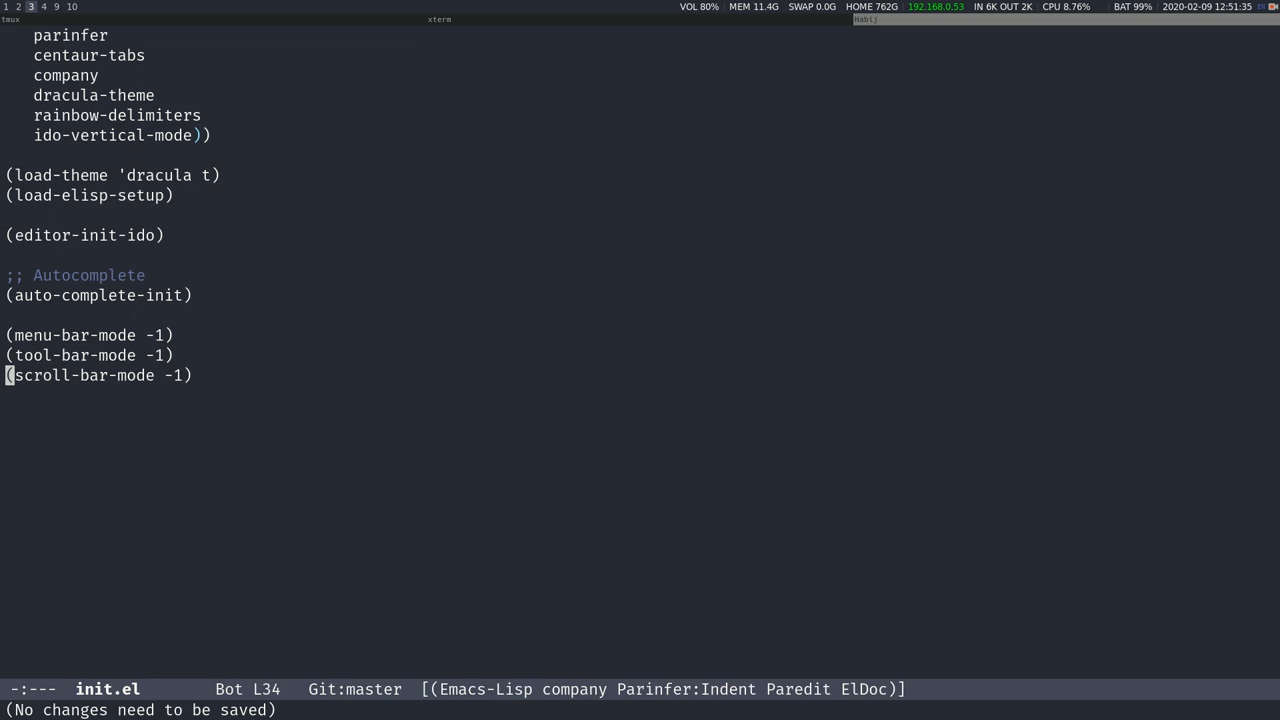 1 2 3 4 9 10 VOL 80% MEM 11.4G SWAP 0.0G HOME 762G 192.168.0.53 IN 6K OUT 2K CPU 8.76% BAT 99% 2020-02-09 12:51:35 EN
tmux xterm Habij
parinfer
centaur-tabs
company
dracula-theme
rainbow-delimiters
ido-vertical-mode))
(load-theme 'dracula t)
(load-elisp-setup)
(editor-init-ido)
;; Autocomplete
(auto-complete-init)
(menu-bar-mode -1)
(tool-bar-mode -1)
(scroll-bar-mode -1)
-:--- init.el Bot L34 Git:master [(Emacs-Lisp company Parinfer:Indent Paredit ElDoc)]
(No changes need to be saved)